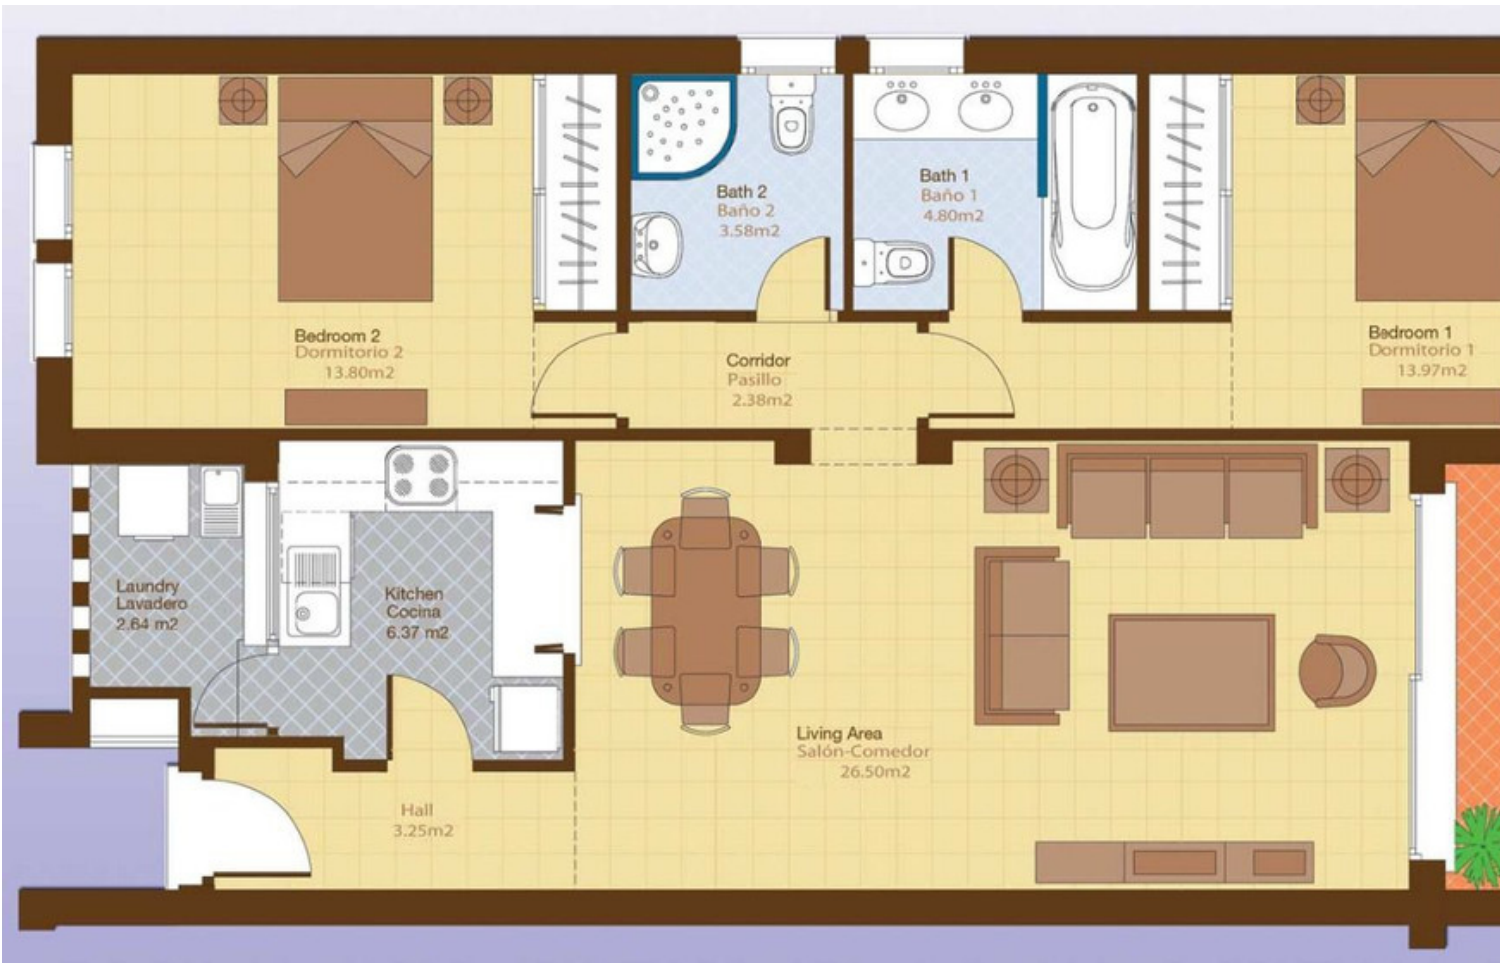 Bath 2
Baño 2
3.58m2
Bath 1
Baño 1
4.80m2
Bedroom 2
Dormitorio 2
13.80m2
Corridor
Pasillo
2.38m2
Bedroom 1
Dormitorio 1
13.97m2
Laundry
Lavadero
2.64 m2
Kitchen
Cocina
6.37 m2
Living Area
Salón-Comedor
26.50m2
Hall
3.25m2